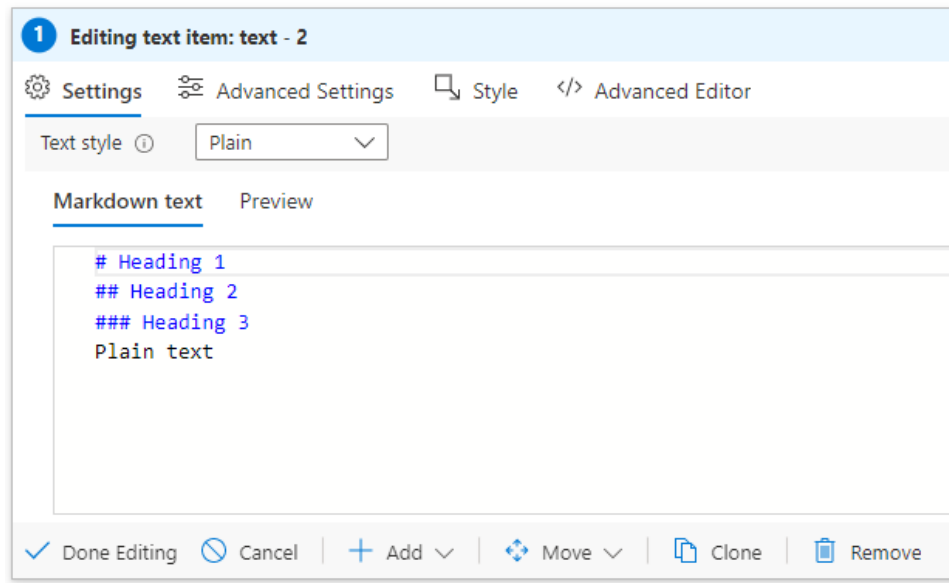 1 Editing text item: text - 2
Settings Advanced Settings Style </> Advanced Editor
Text style Plain
Markdown text Preview
# Heading 1
## Heading 2
### Heading 3
Plain text
Done Editing Cancel Add Move Clone Remove